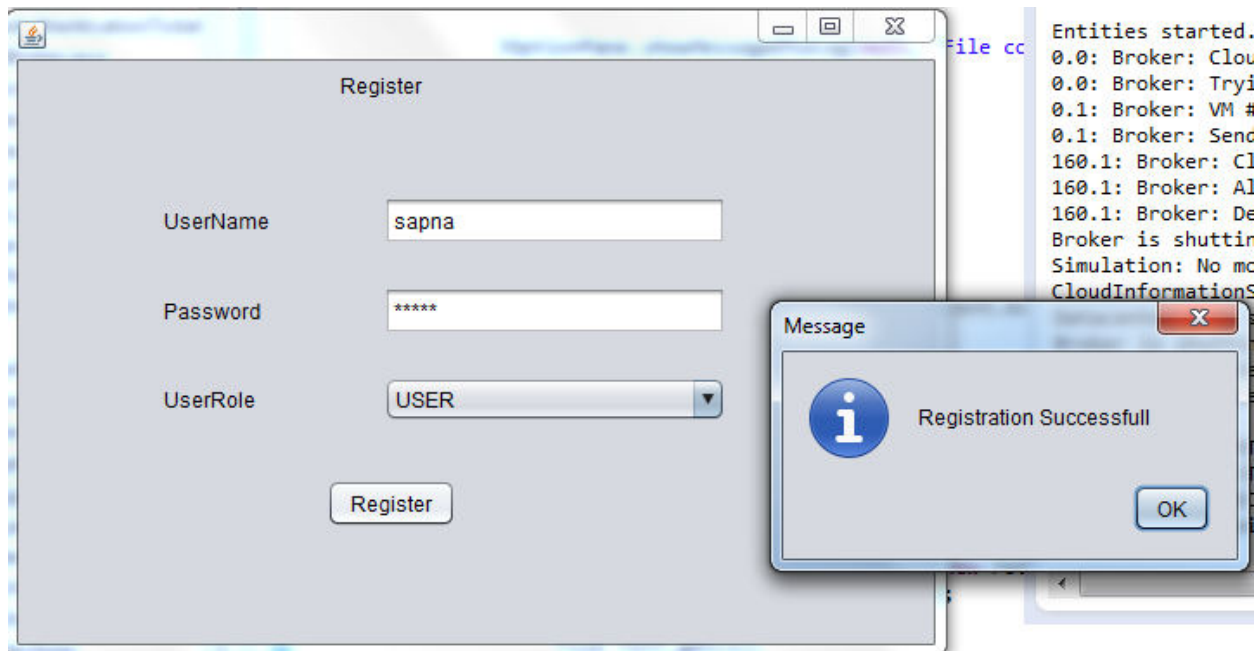 Register
UserName
sapna
Password
*****
UserRole
USER
Register
File co
Entities started.
0.0: Broker: Clou
0.0: Broker: Tryi
0.1: Broker: VM #
0.1: Broker: Send
160.1: Broker: Cl
160.1: Broker: Al
160.1: Broker: De
Broker is shuttin
Simulation: No mo
CloudInformationS
Message
Registration Successfull
OK